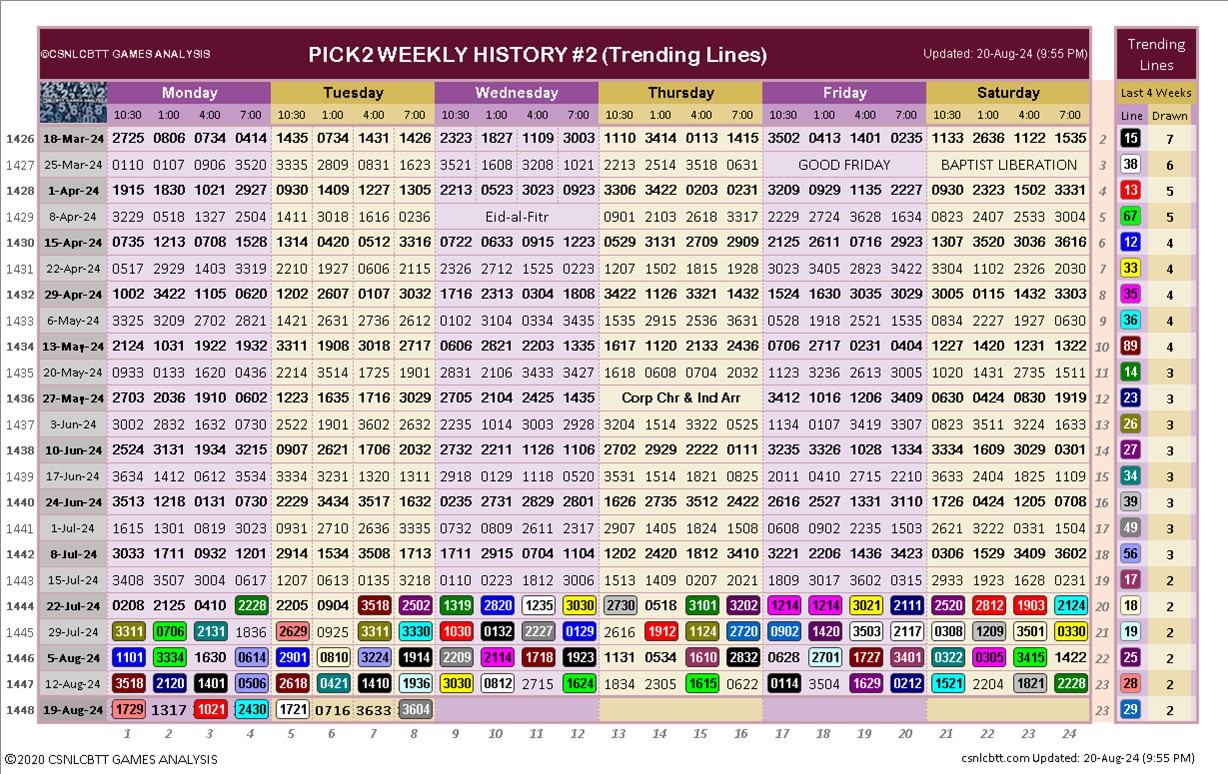 ©CSNLCBTT GAMES ANALYSIS PICK2 WEEKLY HISTORY #2 (Trending Lines) Updated: 20-Aug-24 (9:55 PM) Trending Lines
Monday Tuesday Wednesday Thursday Friday Saturday Last 4 Weeks
10:30 1:00 4:00 7:00 10:30 1:00 4:00 7:00 10:30 1:00 4:00 7:00 10:30 1:00 4:00 7:00 10:30 1:00 4:00 7:00 10:30 1:00 4:00 7:00 Line Drawn
1426 18-Mar-24 2725 0806 0734 0414 1435 0734 1431 1426 2323 1827 1109 3003 1110 3414 0113 1415 3502 0413 1401 0235 1133 2636 1122 1535 2 15 7
1427 25-Mar-24 0110 0107 0906 3520 3335 2809 0831 1623 3521 1608 3208 1021 2213 2514 3518 0631 GOOD FRIDAY BAPTIST LIBERATION 3 38 6
1428 1-Apr-24 1915 1830 1021 2927 0930 1409 1227 1305 2213 0523 3023 0923 3306 3422 0203 0231 3209 0929 1135 2227 0930 2323 1502 3331 4 13 5
1429 8-Apr-24 3229 0518 1327 2504 1411 3018 1616 0236 Eid-al-Fitr 0901 2103 2618 3317 2229 2724 3628 1634 0823 2407 2533 3004 5 67 5
1430 15-Apr-24 0735 1213 0708 1528 1314 0420 0512 3316 0722 0633 0915 1223 0529 3131 2709 2909 2125 2611 0716 2923 1307 3520 3036 3616 6 12 4
1431 22-Apr-24 0517 2929 1403 3319 2210 1927 0606 2115 2326 2712 1525 0223 1207 1502 1815 1928 3023 3405 2823 3422 3304 1102 2326 2030 7 33 4
1432 29-Apr-24 1002 3422 1105 0620 1202 2607 0107 3032 1716 2313 0304 1808 3422 1126 3321 1432 1524 1630 3035 3029 3005 0115 1432 3303 8 35 4
1433 6-May-24 3325 3209 2702 2821 1421 2631 2736 2612 0102 3104 0334 3435 1535 2915 2536 3631 0528 1918 2521 1535 0834 2227 1927 0630 9 36 4
1434 13-May-24 2124 1031 1922 1932 3311 1908 3018 2717 0606 2821 2203 1335 1617 1120 2133 2436 1706 2717 0231 0404 1227 1420 1231 1322 10 89 4
1435 20-May-24 0933 0133 1620 0436 2214 3514 1725 1901 2831 2106 3433 1427 1618 0608 0704 2032 1123 3236 2613 3005 1020 1431 2735 1511 11 14 3
1436 27-May-24 2703 2036 1910 0602 1223 1635 1716 3029 2705 2104 2425 1435 Corp Chr & Ind Arr 3412 1016 1206 3409 0630 0424 0830 1919 12 23 3
1437 3-Jun-24 3002 2832 1632 0730 2522 1901 3602 2632 2235 1014 3003 2928 3204 1514 3322 0525 1134 0107 3419 3307 0823 3511 3224 0133 13 26 3
1438 10-Jun-24 2524 3131 1934 3215 0907 2621 1706 2032 2732 2211 1126 1106 2702 2929 2222 0111 3235 3326 1028 1334 3334 1609 3029 0301 14 27 3
1439 17-Jun-24 3634 1412 0612 3534 3334 3231 1320 1311 2918 0129 1118 0520 3531 1514 1821 0825 2011 0410 2715 2210 3633 2404 1825 1109 15 34 3
1440 24-Jun-24 3513 1218 0131 0730 2229 3434 3517 1632 0235 2731 2829 2801 1626 2735 3512 2422 2616 2527 1331 3110 1726 0424 1205 0708 16 39 3
1441 1-Jul-24 1615 1301 0819 3023 0931 2710 2636 3335 0732 0809 2611 2317 2907 1405 1824 1508 0608 0902 2235 1503 2621 3222 0331 1504 17 49 3
1442 8-Jul-24 3033 1711 0932 1201 2914 1534 3508 1713 1711 2915 0704 1104 1202 2420 1812 3410 3221 2206 1436 3423 0306 1529 3409 3602 18 56 3
1443 15-Jul-24 3408 3507 3004 0617 1207 0613 0135 3218 0110 0223 1812 3006 1513 1409 0207 2021 1809 3017 3602 0315 2933 1923 1628 0231 19 17 2
1444 22-Jul-24 0208 2125 0410 2228 2205 0904 3518 2502 1319 2820 1235 3030 2730 0518 3101 3202 1214 1214 3021 2111 2520 2812 1903 2124 20 18 2
1445 29-Jul-24 3311 0706 2131 1836 2629 0925 3311 3330 1030 0132 2227 0129 2616 1912 1124 2720 0902 1420 3503 2117 0308 1209 3501 0330 21 19 2
1446 5-Aug-24 1101 3334 1630 0614 2901 0810 3224 1914 2209 2114 1718 1923 1131 0534 1610 2832 0628 2701 1727 3401 0322 0305 3415 1422 22 25 2
1447 12-Aug-24 3518 2120 1401 0506 2618 0421 1410 1936 3030 0812 2715 1624 1834 2305 1615 0622 0114 3504 1629 0212 1521 2204 1821 2228 23 28 2
1448 19-Aug-24 1729 1317 1021 2430 1721 0716 3633 3604 23 29 2
1 2 3 4 5 6 7 8 9 10 11 12 13 14 15 16 17 18 19 20 21 22 23 24
©2020 CSNLCBTT GAMES ANALYSIS csnlcbtt.com Updated: 20-Aug-24 (9:55 PM)